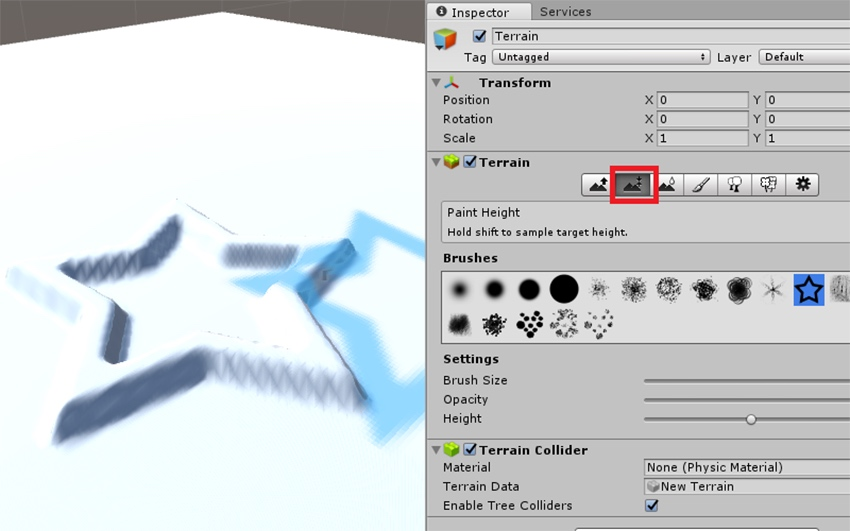 Inspector Services
Terrain
Tag Untagged Layer Default
Transform
Position X 0 Y 0
Rotation X 0 Y 0
Scale X 1 Y 1
Terrain
Paint Height
Hold shift to sample target height.
Brushes
Settings
Brush Size
Opacity
Height
Terrain Collider
Material None (Physic Material)
Terrain Data New Terrain
Enable Tree Colliders